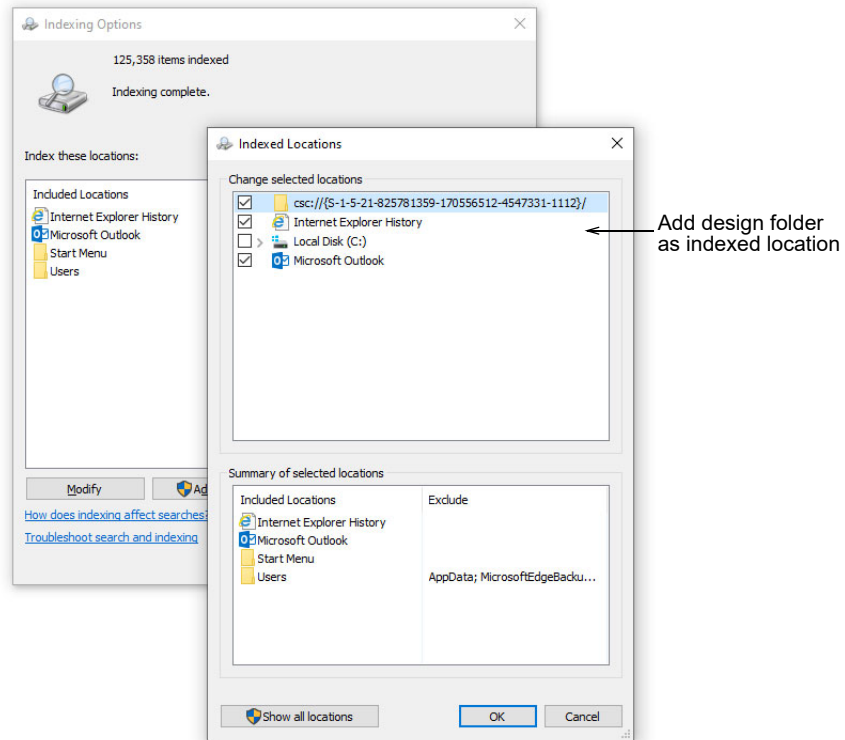 Indexing Options
125,358 items indexed
Indexing complete.
Index these locations:
Included Locations
Internet Explorer History
Microsoft Outlook
Start Menu
Users
Modify
How does indexing affect searches?
Troubleshoot search and indexing
Indexed Locations
Change selected locations
csc://{S-1-5-21-825781359-170556512-4547331-1112}/
Internet Explorer History
Local Disk (C:)
Microsoft Outlook
Add design folder
as indexed location
Summary of selected locations
Included Locations Exclude
Internet Explorer History
Microsoft Outlook
Start Menu
Users AppData; MicrosoftEdgeBacku...
Show all locations OK Cancel